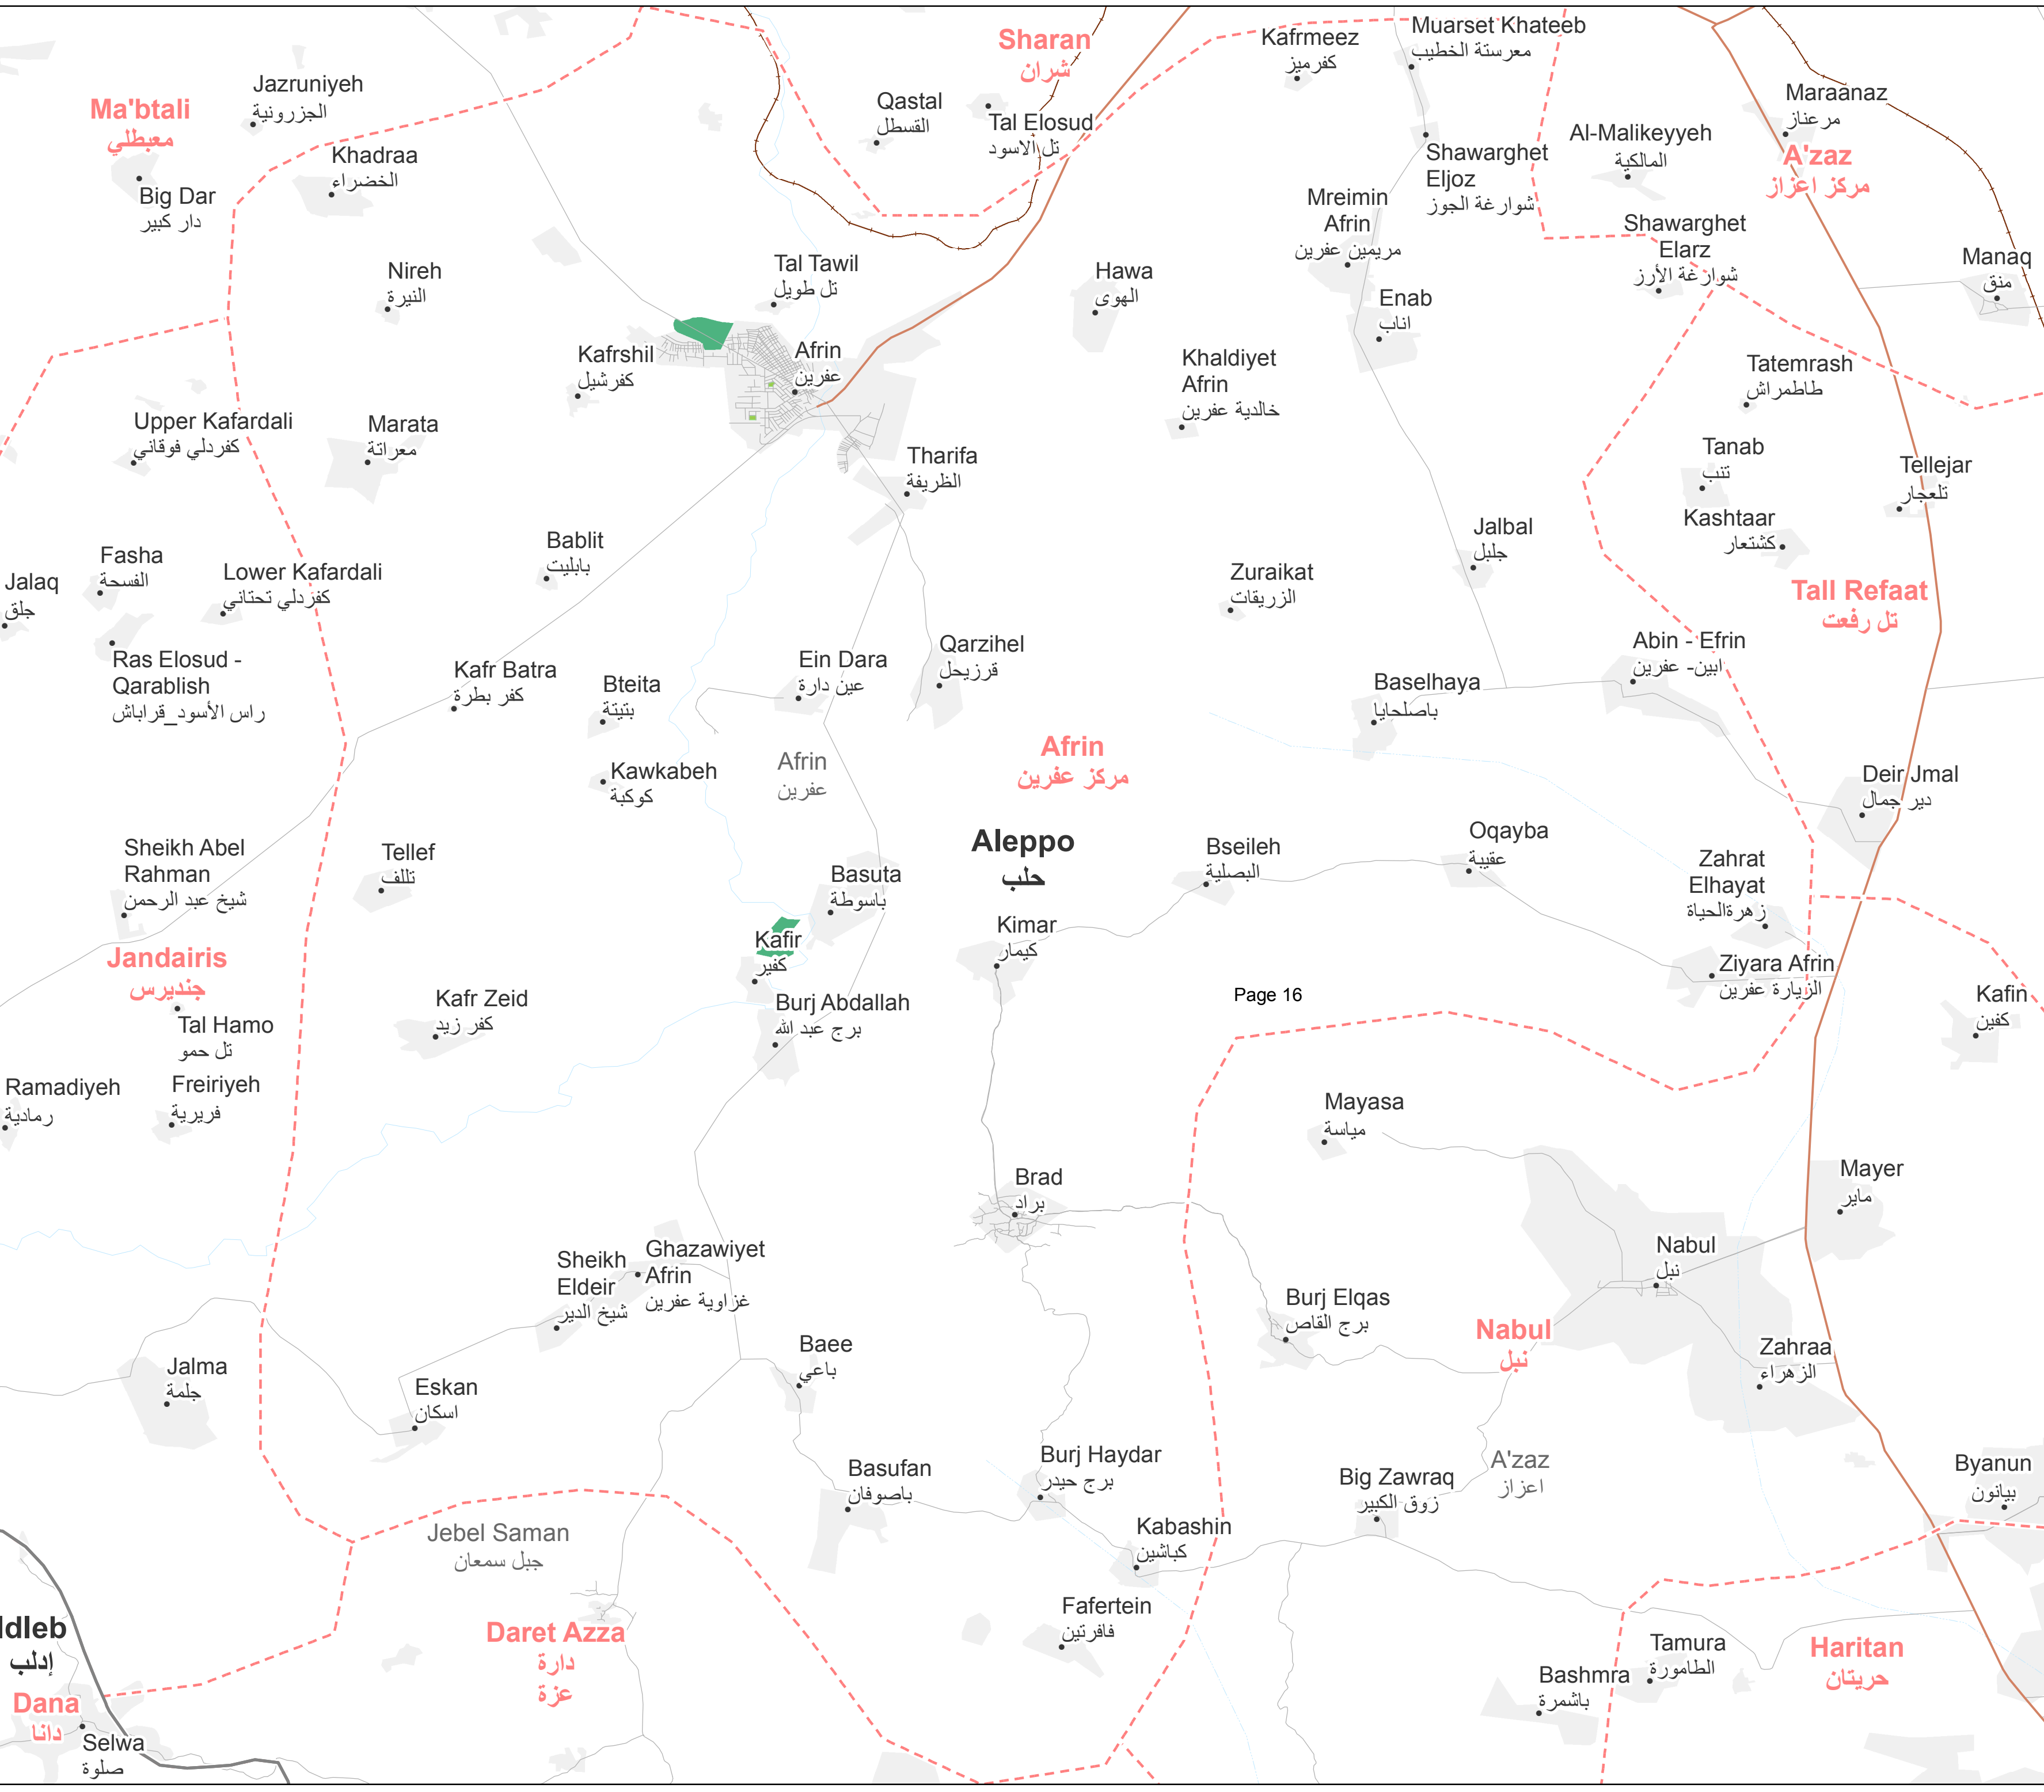 Sharan
شران
Kafrmeez
كفرميز
Muarset Khateeb
معرستة الخطيب
Jazruniyeh
الجزرونية
Ma'btali
معبطلي
Qastal
القسطل
Tal Elosud
تل الاسود
Maraanaz
مرعناز
Al-Malikeyyeh
المالكية
A'zaz
مركز اعزاز
Khadraa
الخضراء
Big Dar
دار كبير
Shawarghet
Eljoz
شوارغة الجوز
Mreimin
Afrin
مريمين عفرين
Shawarghet
Elarz
شوارغة الأرز
Manaq
منق
Nireh
النيرة
Tal Tawil
تل طويل
Hawa
الهوى
Enab
اناب
Kafrshil
كفرشيل
Afrin
عفرين
Khaldiyet
Afrin
خالدية عفرين
Tatemrash
طاطمراش
Upper Kafardali
كفردلي فوقاني
Marata
معراتة
Tharifa
الظريفة
Tanab
تنب
Tellejar
تلعجار
Kashtaar
كشتعار
Jalbal
جلبل
Bablit
بابليت
Fasha
الفسحة
Lower Kafardali
كفردلي تحتاني
Jalaq
جلق
Zuraikat
الزريقات
Tall Refaat
تل رفعت
Ras Elosud -
Qarablish
راس الأسود_قراباش
Kafr Batra
كفر بطرة
Bteita
بتيتة
Ein Dara
عين دارة
Qarzihel
قرزيحل
Abin - Efrin
ابين- عفرين
Baselhaya
باصلحايا
Afrin
مركز عفرين
Kawkabeh
كوكبة
Afrin
عفرين
Deir Jmal
دير جمال
Sheikh Abel
Rahman
شيخ عبد الرحمن
Tellef
تللف
Aleppo
حلب
Basuta
باسوطة
Bseileh
البصلية
Oqayba
عقيبة
Zahrat
Elhayat
زهرةالحياة
Kafir
كفير
Kimar
كيمار
Jandairis
جنديرس
Ziyara Afrin
الزيارة عفرين
Page 16
Kafr Zeid
كفر زيد
Burj Abdallah
برج عبد الله
Kafin
كفين
Tal Hamo
تل حمو
Ramadiyeh
رمادية
Freiriyeh
فريرية
Mayasa
مياسة
Brad
براد
Mayer
ماير
Nabul
نبل
Sheikh
Eldeir
شيخ الدير
Ghazawiyet
Afrin
غزاوية عفرين
Burj Elqas
برج القاص
Nabul
نبل
Zahraa
الزهراء
Baee
باعي
Jalma
جلمة
Eskan
اسكان
Basufan
باصوفان
Burj Haydar
برج حيدر
Big Zawraq
زوق الكبير
A'zaz
اعزاز
Byanun
بيانون
Jebel Saman
جبل سمعان
Kabashin
كباشين
Fafertein
فافرتين
Idleb
إدلب
Daret Azza
دارة
عزة
Tamura
الطامورة
Haritan
حريتان
Bashmra
باشمرة
Dana
دانا
Selwa
صلوة